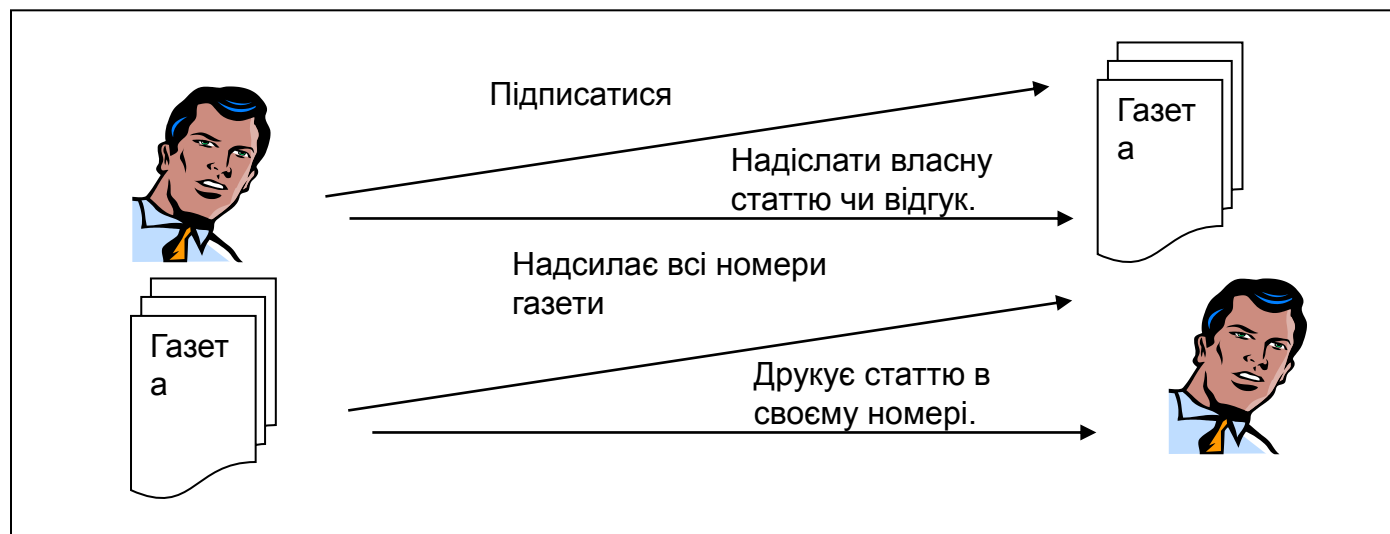 Підписатися
Газет
а
Надіслати власну
статтю чи відгук.
Надсилає всі номери
газети
Газет
а
Друкує статтю в
своєму номері.